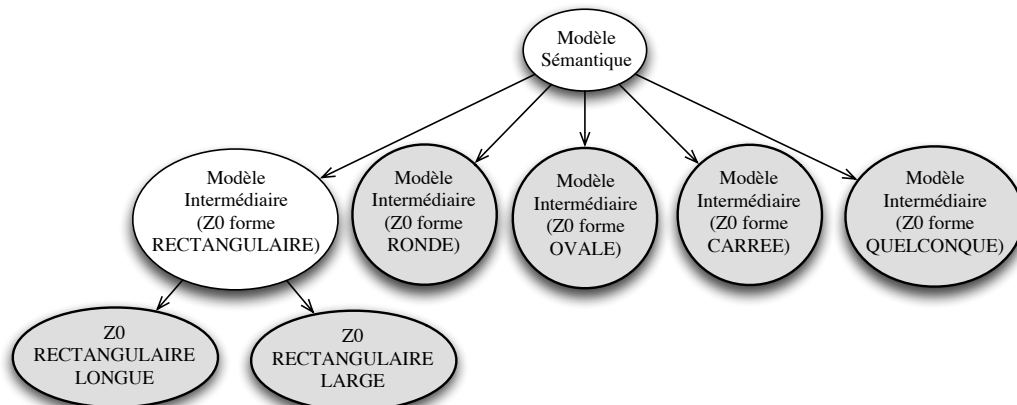 Modèle
Sémantique
Modèle
Intermédiaire
(Z0 forme
RECTANGULAIRE)
Modèle
Intermédiaire
(Z0 forme
RONDE)
Modèle
Intermédiaire
(Z0 forme
OVALE)
Modèle
Intermédiaire
(Z0 forme
CARREE)
Modèle
Intermédiaire
(Z0 forme
QUELCONQUE)
Z0
RECTANGULAIRE
LONGUE
Z0
RECTANGULAIRE
LARGE